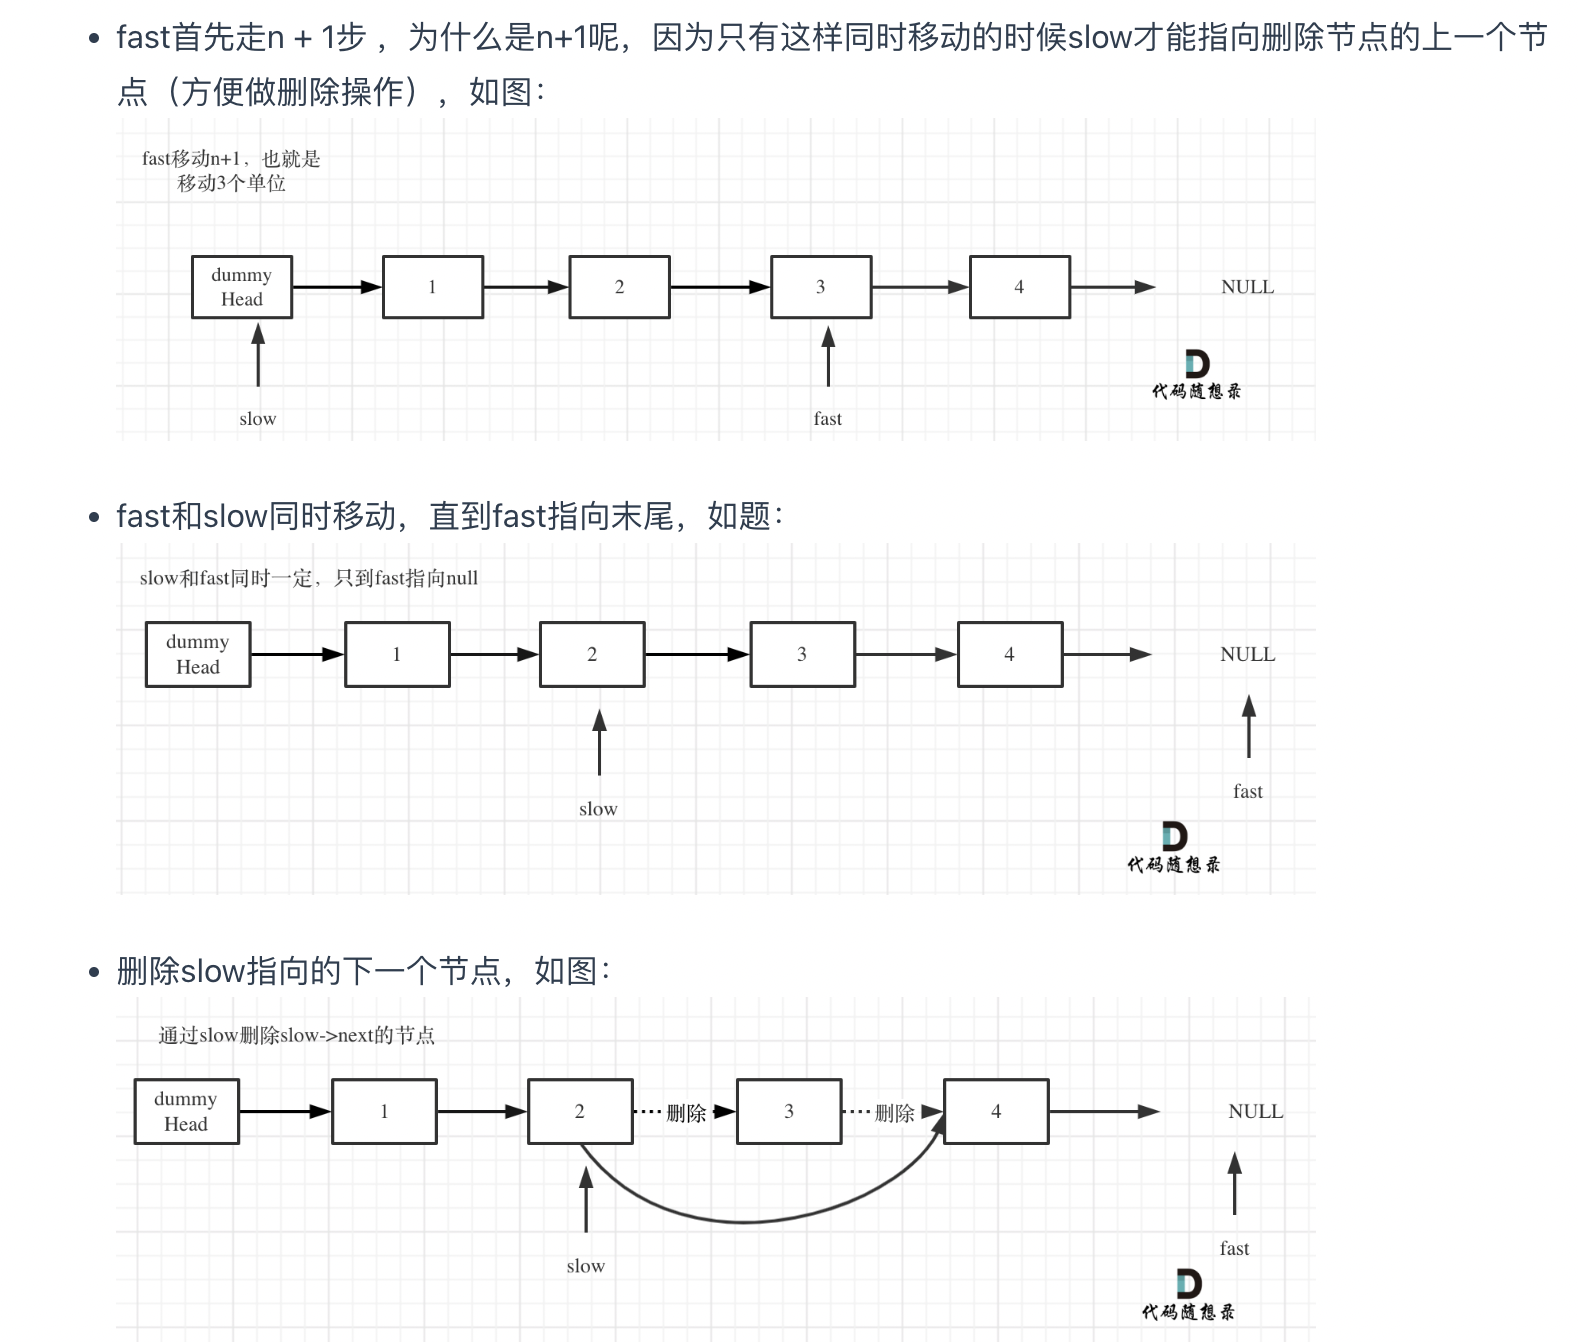 fast首先走n + 1步 ，为什么是n+1呢，因为只有这样同时移动的时候slow才能指向删除节点的上一个节
点（方便做删除操作），如图：
fast移动n+1，也就是
移动3个单位
dummy
Head
1
2
3
4
NULL
slow
fast
代码随想录
fast和slow同时移动，直到fast指向末尾，如题：
slow和fast同时一定，只到fast指向null
dummy
Head
1
2
3
4
NULL
slow
fast
代码随想录
删除slow指向的下一个节点，如图：
通过slow删除slow->next的节点
dummy
Head
1
2
删除
3
删除
4
NULL
slow
fast
代码随想录